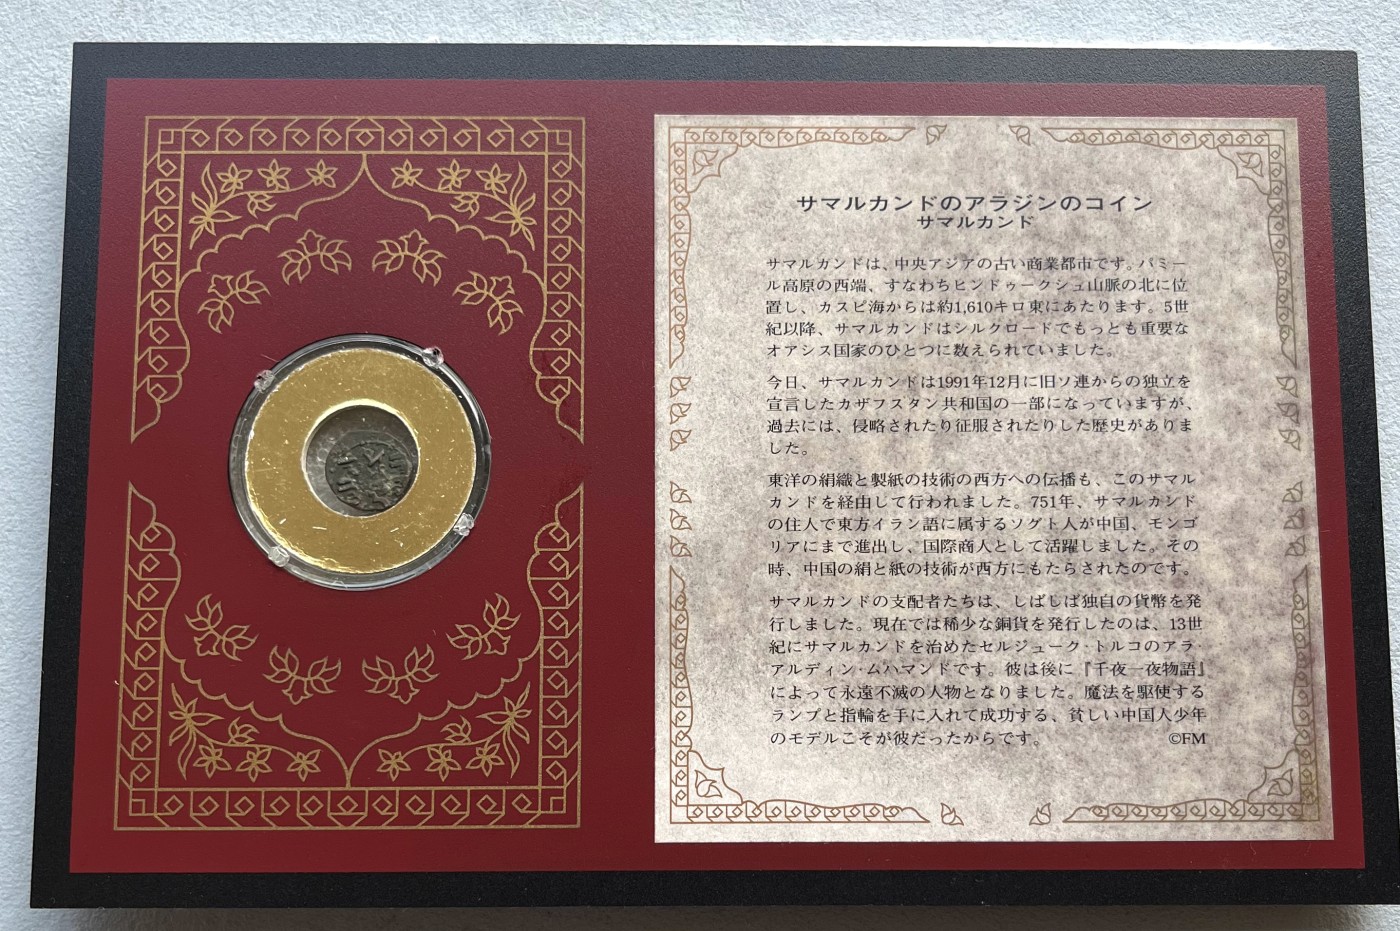 サマルカンドのアラジンのコイン
サマルカンド
サマルカンドは、中央アジアの古い商業都市です。パミー
ル高原の西端、すなわちヒンドゥークシュ山脈の北に位
置し、カスピ海からは約1,610キロ東にあたります。5世
紀以降、サマルカンドはシルクロードでもっとも重要な
オアシス国家のひとつに数えられていました。
今日、サマルカンドは1991年12月に旧ソ連からの独立を
宣言したカザフスタン共和国の一部になっていますが、
過去には、侵略されたり征服されたりした歴史がありま
した。
東洋の絹織と製紙の技術の西方への伝播も、このサマル
カンドを経由して行われました。751年、サマルカンド
の住人で東方イラン語に属するソグト人が中国、モンゴ
リアにまで進出し、国際商人として活躍しました。その
時、中国の絹と紙の技術が西方にもたらされたのです。
サマルカンドの支配者たちは、しばしば独自の貨幣を発
行しました。現在では稀少な銅貨を発行したのは、13世
紀にサマルカンドを治めたセルジューク・トルコのアラ・
アルディン・ムハマンドです。彼は後に『千夜一夜物語』
によって永遠不滅の人物となりました。魔法を駆使する
ランプと指輪を手に入れて成功する、貧しい中国人少年
のモデルこそが彼だったからです。 ©FM